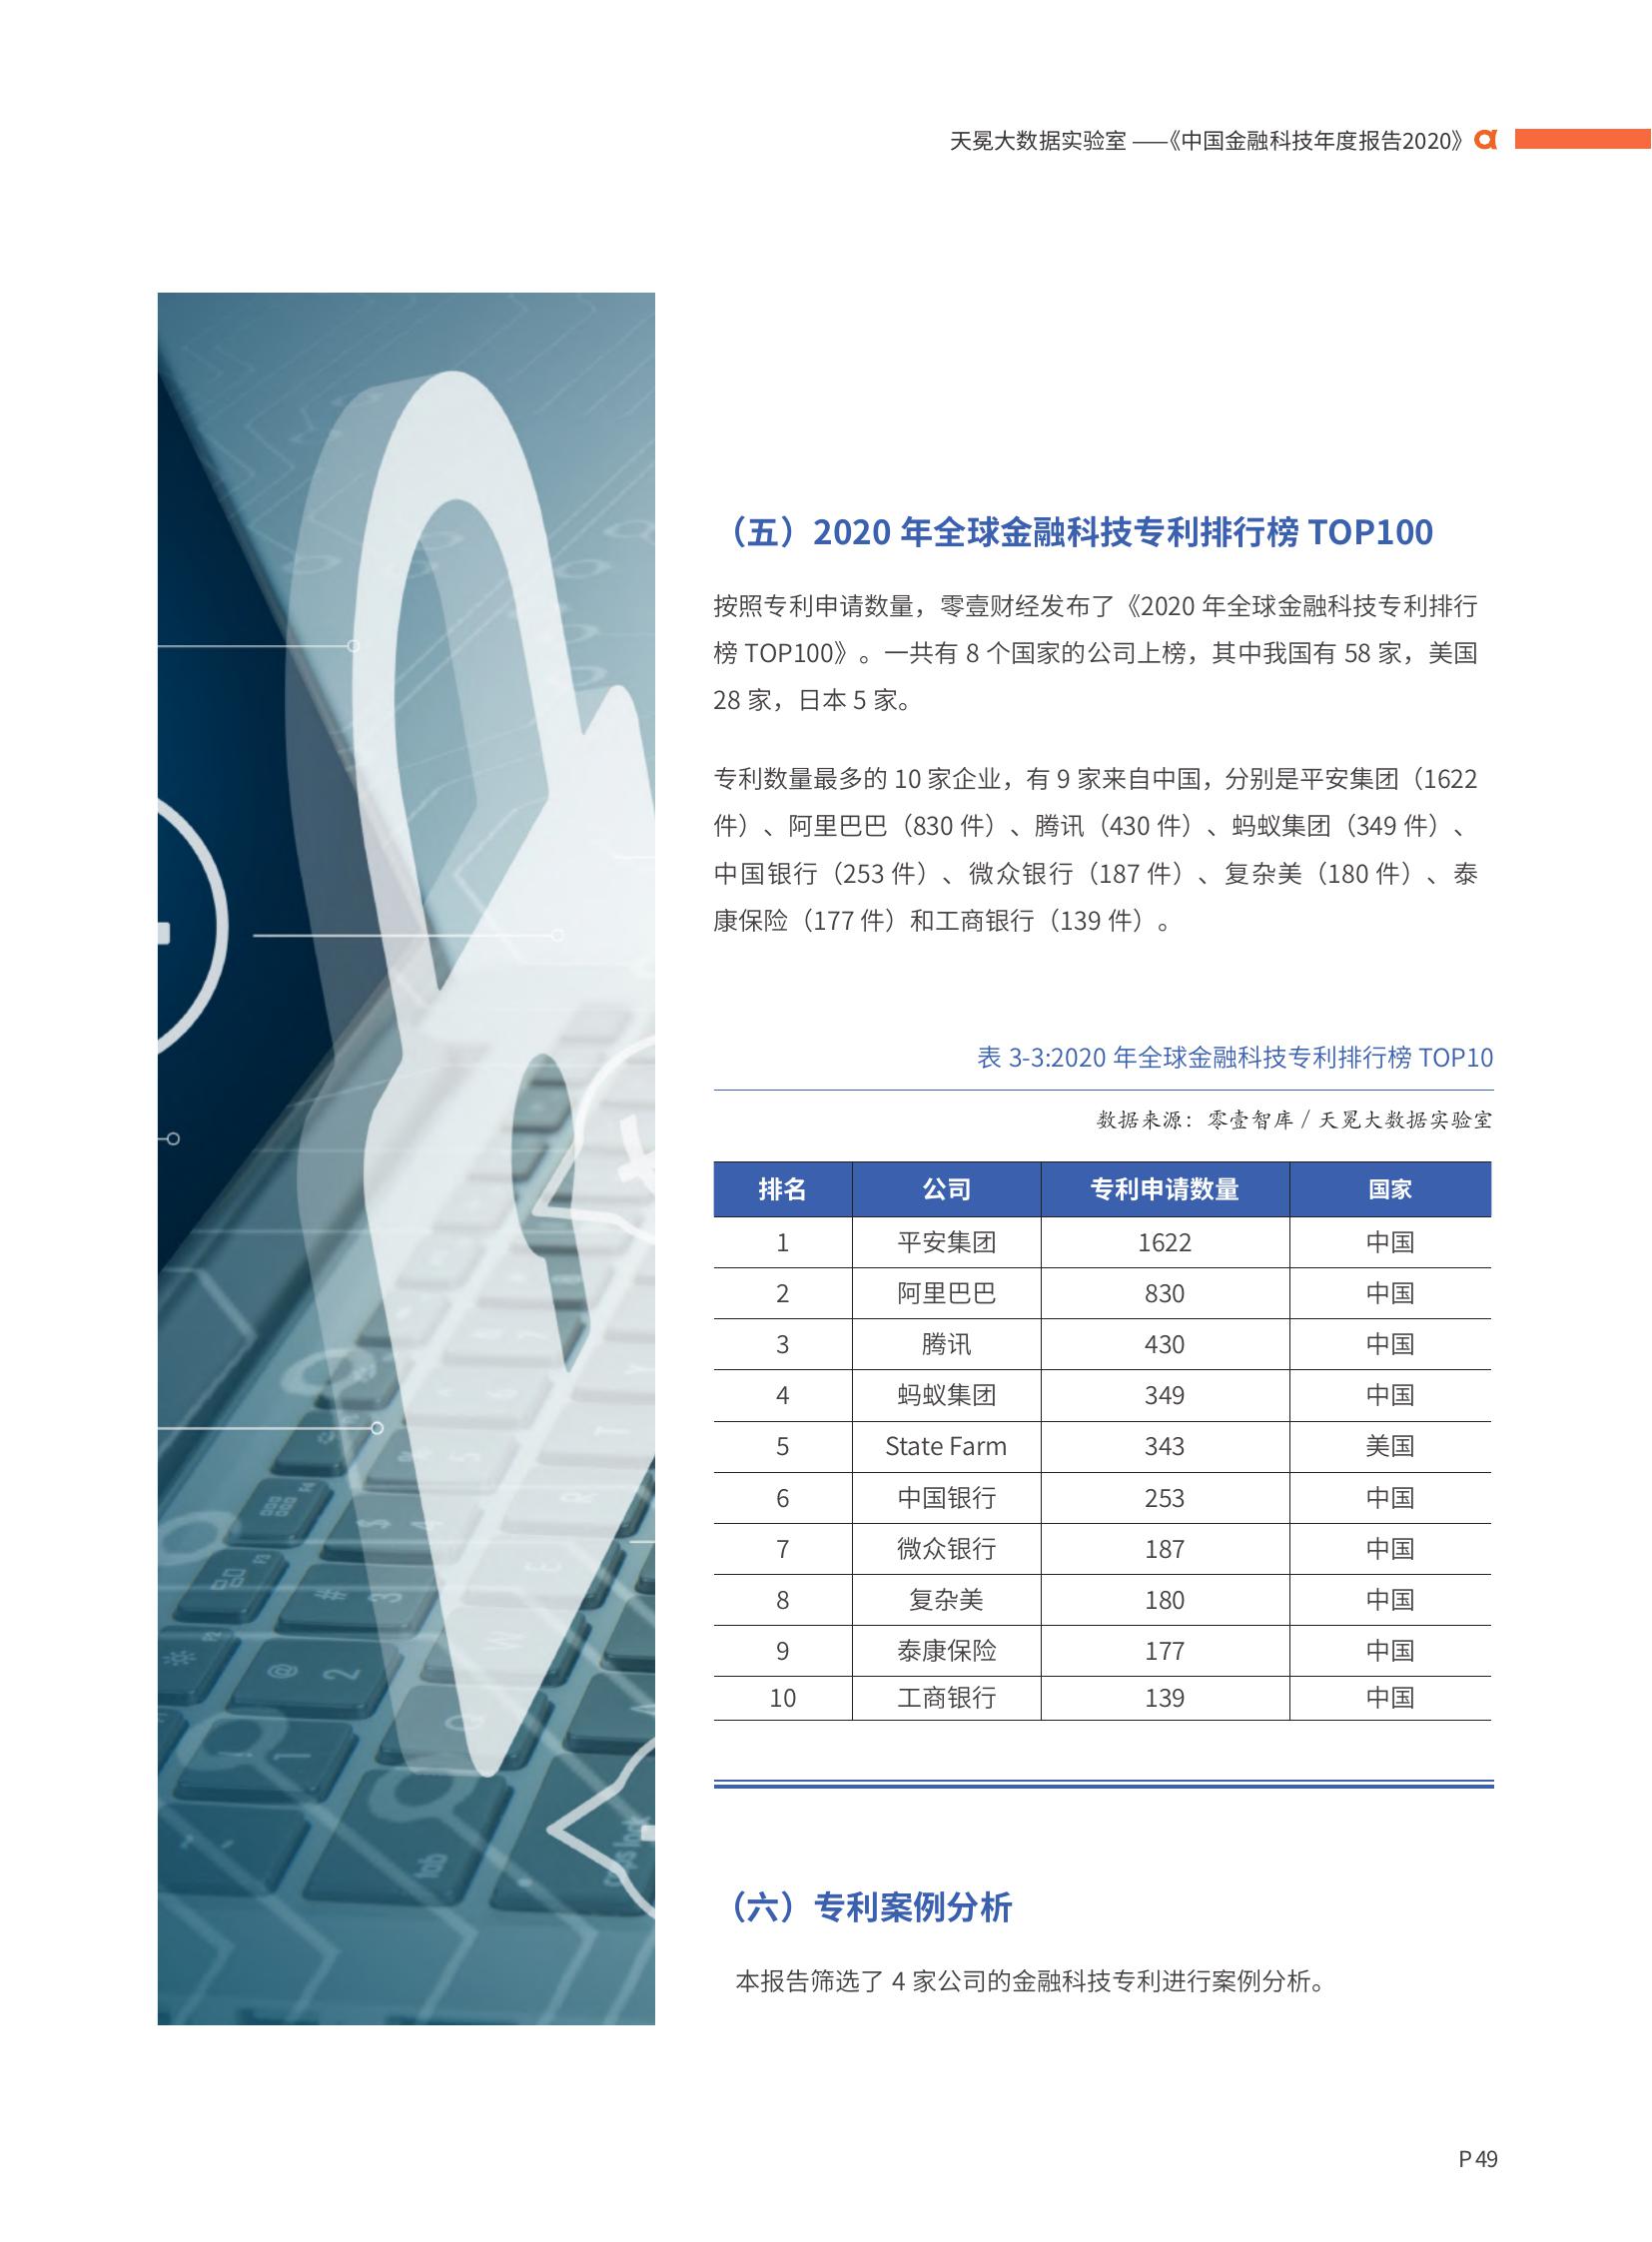 天冕大数据实验室 ——《中国金融科技年度报告2020》
（五）2020 年全球金融科技专利排行榜 TOP100
按照专利申请数量，零壹财经发布了《2020 年全球金融科技专利排行
榜 TOP100》。一共有 8 个国家的公司上榜，其中我国有 58 家，美国
28 家，日本 5 家。
专利数量最多的 10 家企业，有 9 家来自中国，分别是平安集团（1622
件）、阿里巴巴（830 件）、腾讯（430 件）、蚂蚁集团（349 件）、
中国银行（253 件）、微众银行（187 件）、复杂美（180 件）、泰
康保险（177 件）和工商银行（139 件）。
表 3-3:2020 年全球金融科技专利排行榜 TOP10
数据来源：零壹智库 / 天冕大数据实验室
排名 公司 专利申请数量 国家
1 平安集团 1622 中国
2 阿里巴巴 830 中国
3 腾讯 430 中国
4 蚂蚁集团 349 中国
5 State Farm 343 美国
6 中国银行 253 中国
7 微众银行 187 中国
8 复杂美 180 中国
9 泰康保险 177 中国
10 工商银行 139 中国
（六）专利案例分析
本报告筛选了 4 家公司的金融科技专利进行案例分析。
P 49